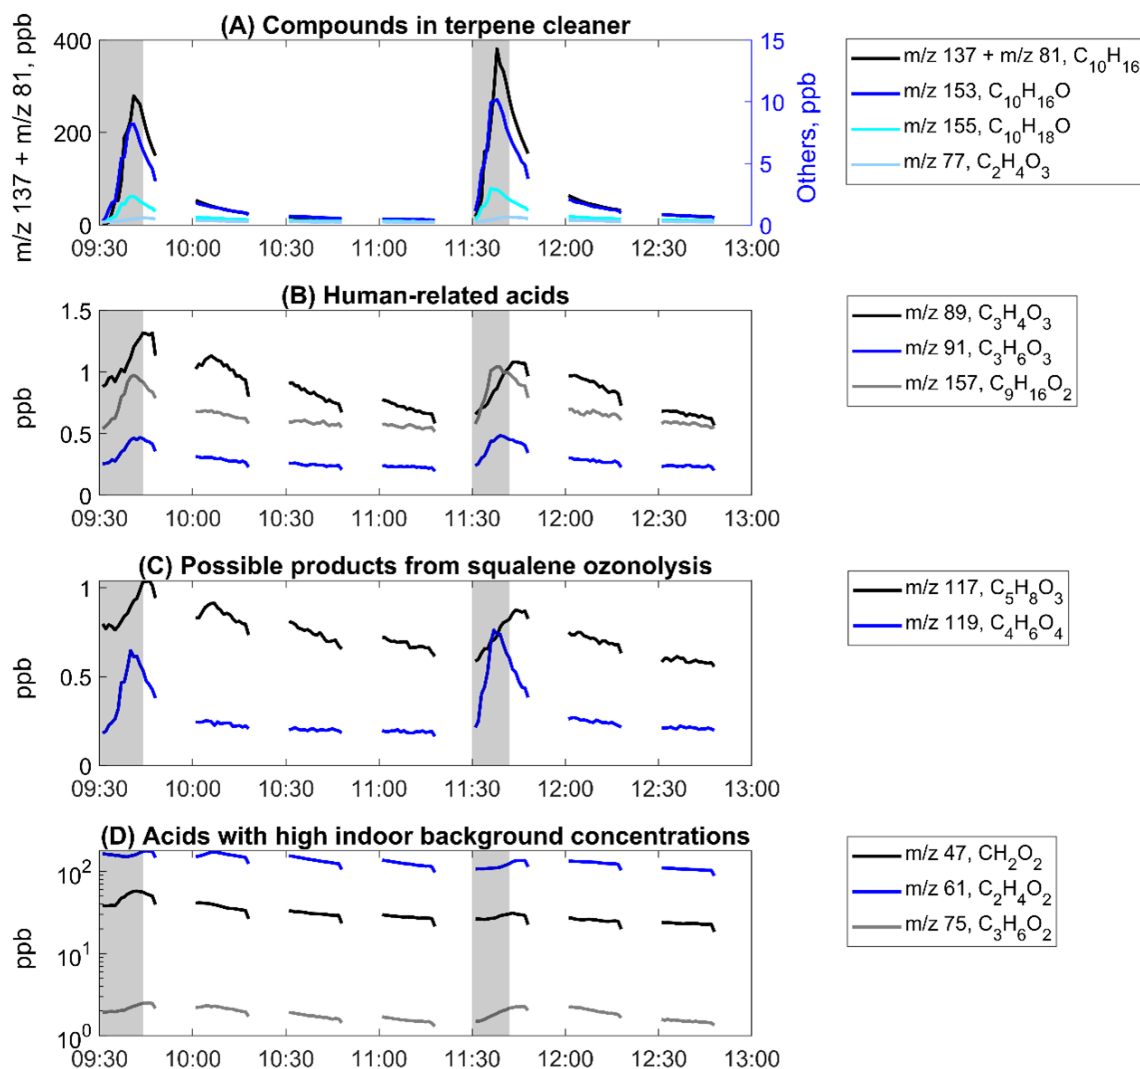 (A) Compounds in terpene cleaner
m/z 137 + m/z 81, ppb
400
200
0
15
10
5
0
Others, ppb
09:30 10:00 10:30 11:00 11:30 12:00 12:30 13:00
m/z 137 + m/z 81, C10H16
m/z 153, C10H16O
m/z 155, C10H18O
m/z 77, C2H4O3
(B) Human-related acids
ppb
1.5
1
0.5
0
09:30 10:00 10:30 11:00 11:30 12:00 12:30 13:00
m/z 89, C3H4O3
m/z 91, C3H6O3
m/z 157, C9H16O2
(C) Possible products from squalene ozonolysis
ppb
1
0.5
0
09:30 10:00 10:30 11:00 11:30 12:00 12:30 13:00
m/z 117, C5H8O3
m/z 119, C4H6O4
(D) Acids with high indoor background concentrations
ppb
10^2
10^1
10^0
09:30 10:00 10:30 11:00 11:30 12:00 12:30 13:00
m/z 47, CH2O2
m/z 61, C2H4O2
m/z 75, C3H6O2